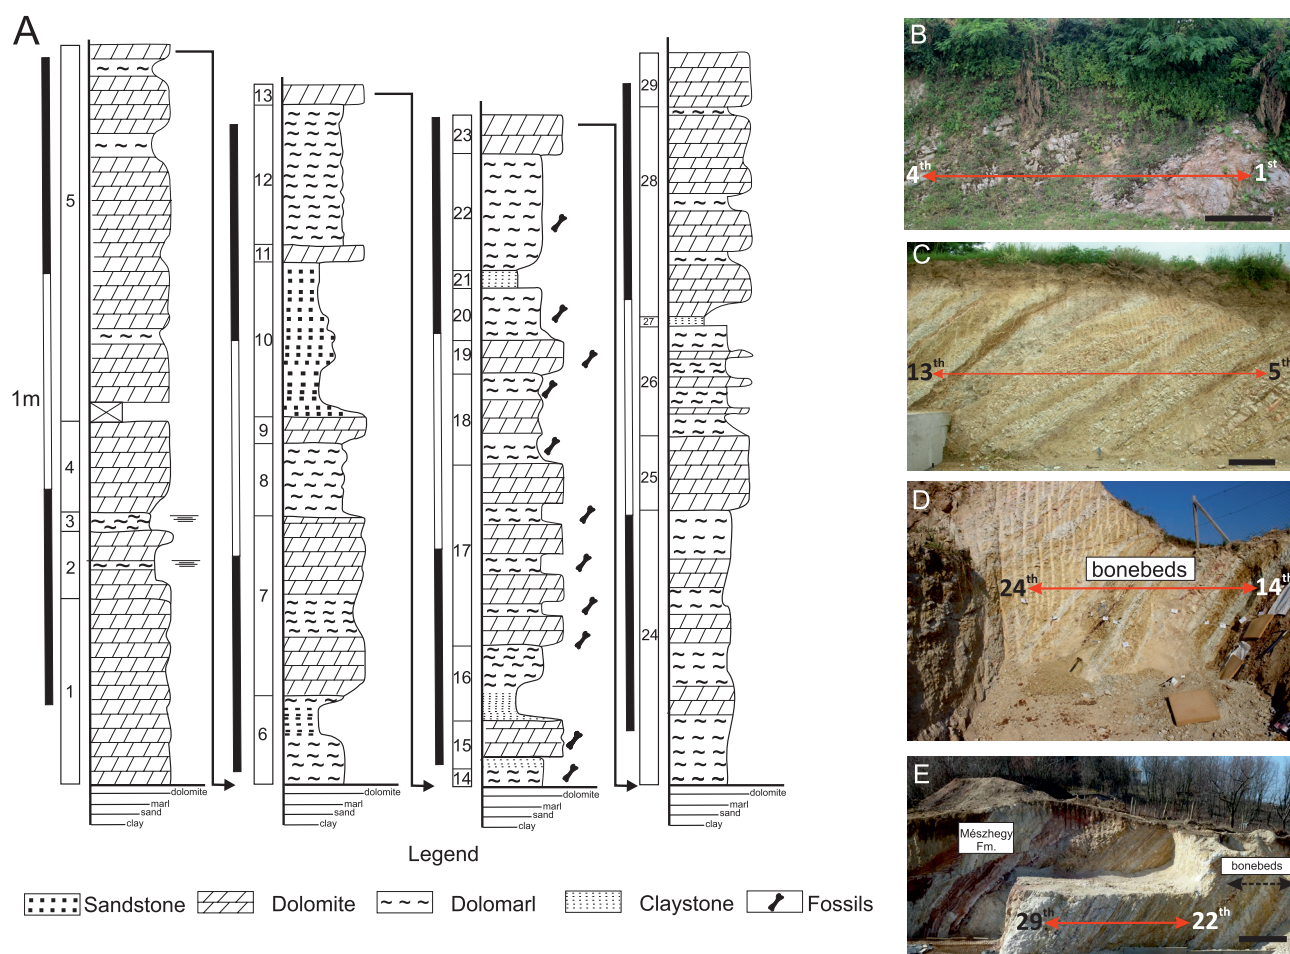 A
1m
5
4
3
2
1
dolomite
marl
sand
clay
13
12
11
10
9
8
7
6
dolomite
marl
sand
clay
23
22
21
20
19
18
17
16
15
14
dolomite
marl
sand
clay
29
28
27
26
25
24
dolomite
marl
sand
clay
Legend
Sandstone
Dolomite
Dolomarl
Claystone
Fossils
B
4th
1st
C
13th
5th
D
bonebeds
24th
14th
E
Mészhegy
Fm.
bonebeds
29th
22th